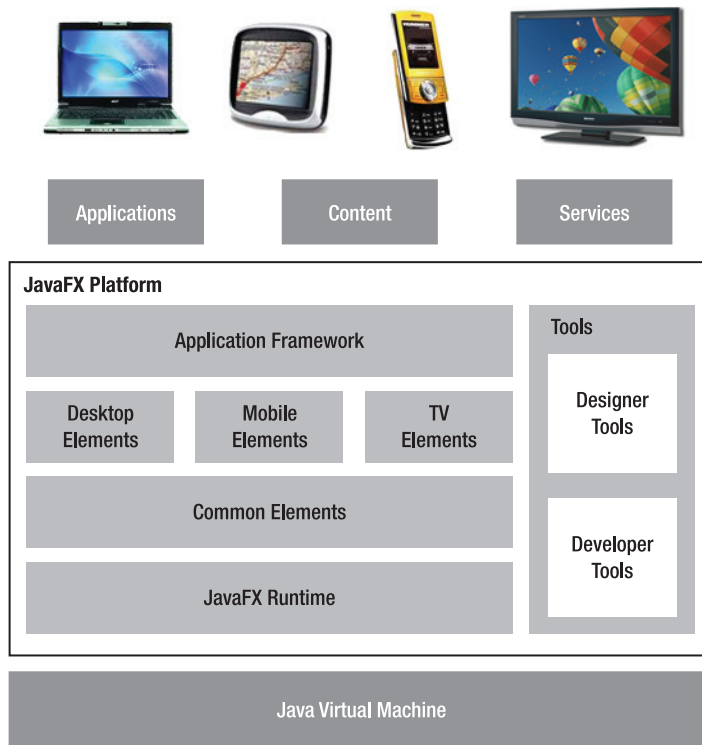 Applications
Content
Services
JavaFX Platform
Application Framework
Tools
Desktop
Elements
Mobile
Elements
TV
Elements
Designer
Tools
Common Elements
Developer
Tools
JavaFX Runtime
Java Virtual Machine